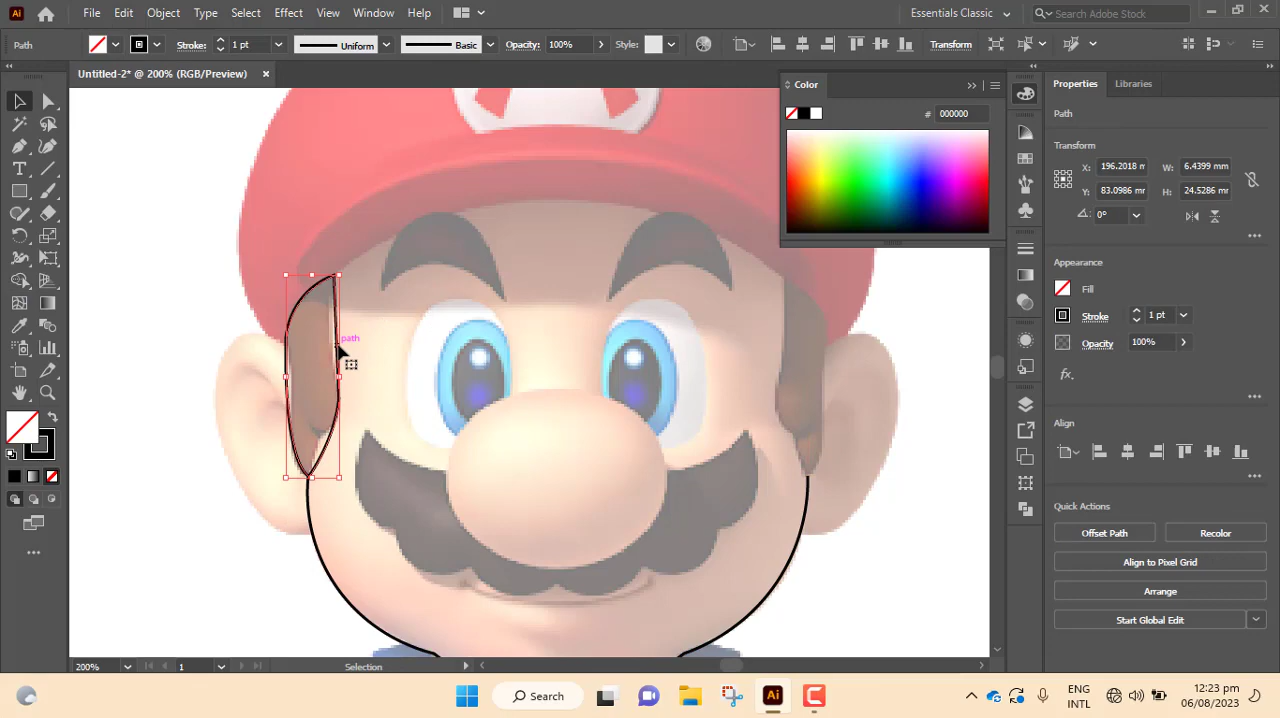 Ai File Edit Object Type Select Effect View Window Help Essentials Classic Search Adobe Stock
Path Stroke: 1 pt Uniform Basic Opacity: 100% Style: Transform
Untitled-2* @ 200% (RGB/Preview) ×
Color
# 000000
path
200% 1 Selection
Properties Libraries
Path
Transform
X: 196.2018 m W: 6.4399 mm
Y: 83.0986 mr H: 24.5286 mm
0°
Appearance
Fill
Stroke 1 pt
Opacity 100%
fx.
Align
Quick Actions
Offset Path Recolor
Align to Pixel Grid
Arrange
Start Global Edit
Search Ai
ENG
INTL
12:23 pm
06/08/2023